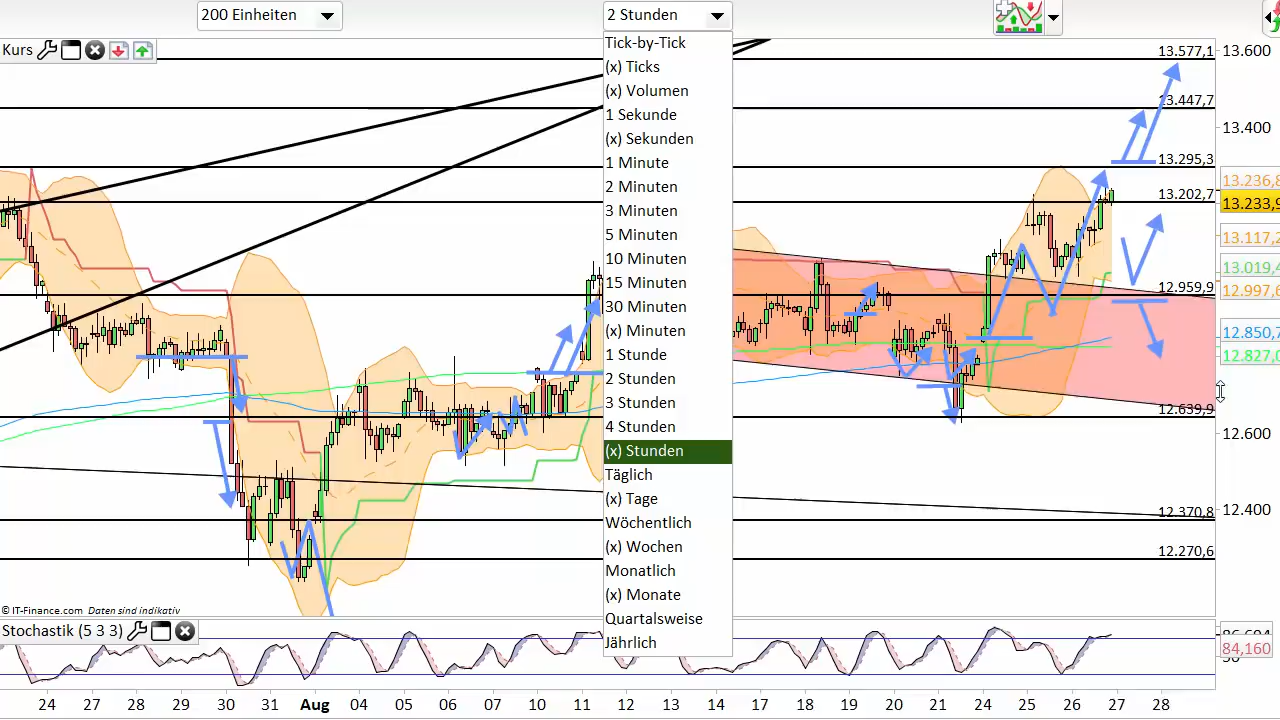 200 Einheiten
2 Stunden
Kurs
Tick-by-Tick
(x) Ticks
(x) Volumen
1 Sekunde
(x) Sekunden
1 Minute
2 Minuten
3 Minuten
5 Minuten
10 Minuten
15 Minuten
30 Minuten
(x) Minuten
1 Stunde
2 Stunden
3 Stunden
4 Stunden
(x) Stunden
Täglich
(x) Tage
Wöchentlich
(x) Wochen
Monatlich
(x) Monate
Quartalsweise
Jährlich
13.577,1
13.447,7
13.295,3
13.202,7
12.959,9
12.639,9
12.370,8
12.270,6
13.600
13.400
13.236,8
13.233,9
13.117,2
13.019,4
12.997,6
12.850,
12.827,0
12.600
12.400
© IT-Finance.com Daten sind indikativ
Stochastik (5 3 3)
84,160
24 27 28 29 30 31 Aug 04 05 06 07 10 11 12 13 14 17 18 19 20 21 24 25 26 27 28